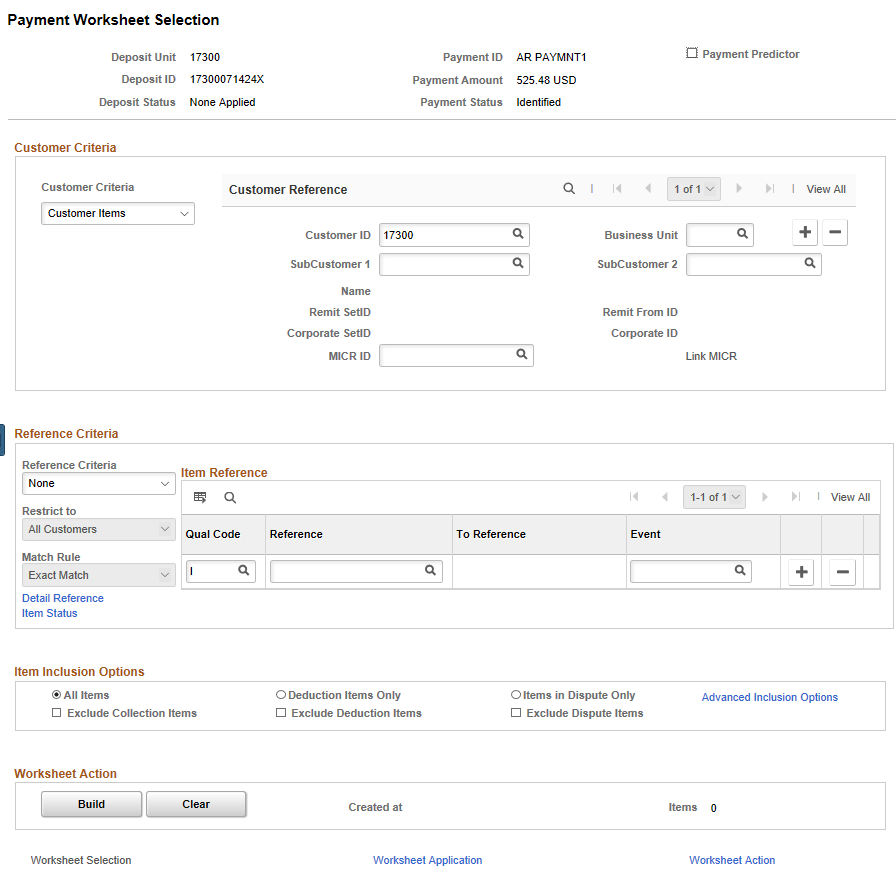 Payment Worksheet Selection
Deposit Unit 17300 Payment ID AR PAYMNT1 Payment Predictor
Deposit ID 17300071424X Payment Amount 525.48 USD
Deposit Status None Applied Payment Status Identified
Customer Criteria
Customer Criteria Customer Reference 1 of 1 View All
Customer Items
Customer ID 17300 Business Unit
SubCustomer 1 SubCustomer 2
Name
Remit SetID Remit From ID
Corporate SetID Corporate ID
MICR ID Link MICR
Reference Criteria
Reference Criteria Item Reference
None 1-1 of 1 View All
Restrict to
All Customers Qual Code Reference To Reference Event
Match Rule
Exact Match I
Detail Reference
Item Status
Item Inclusion Options
All Items Deduction Items Only Items in Dispute Only Advanced Inclusion Options
Exclude Collection Items Exclude Deduction Items Exclude Dispute Items
Worksheet Action
Build Clear Created at Items 0
Worksheet Selection Worksheet Application Worksheet Action